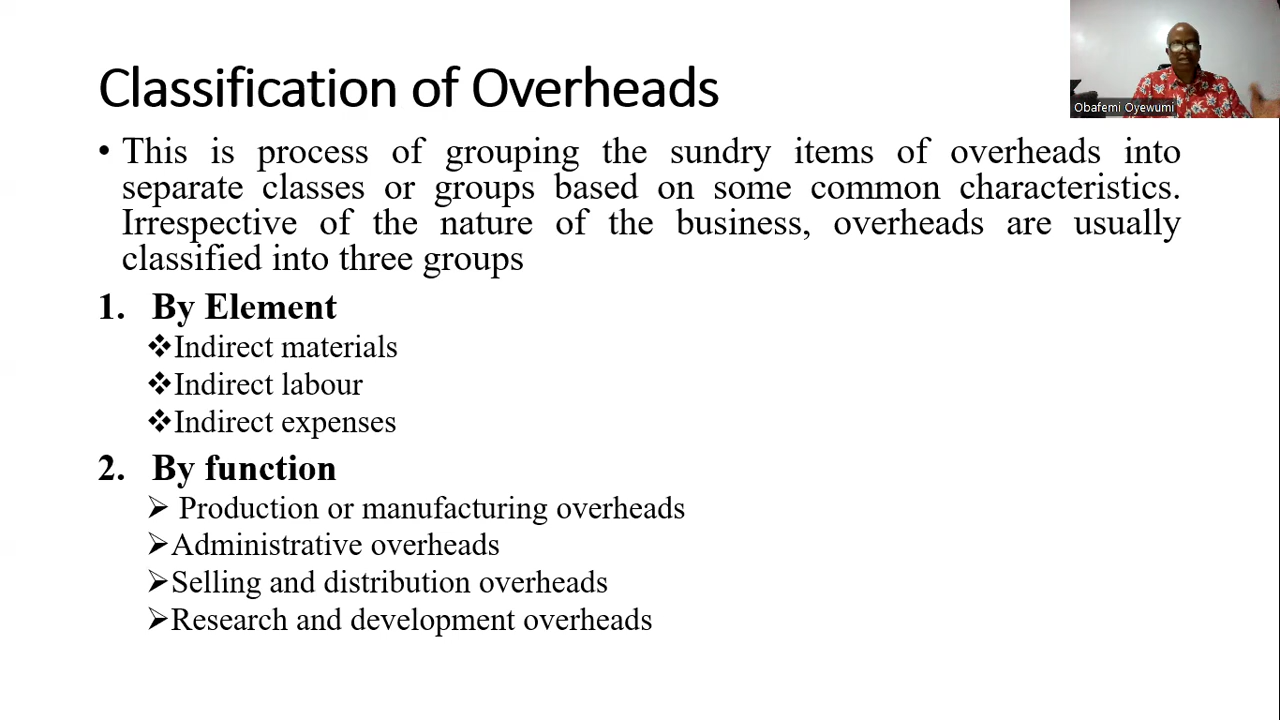 Classification of Overheads
Obafemi Oyewumi
• This is process of grouping the sundry items of overheads into
separate classes or groups based on some common characteristics.
Irrespective of the nature of the business, overheads are usually
classified into three groups
1. By Element
❖Indirect materials
❖Indirect labour
❖Indirect expenses
2. By function
➢ Production or manufacturing overheads
➢Administrative overheads
➢Selling and distribution overheads
➢Research and development overheads